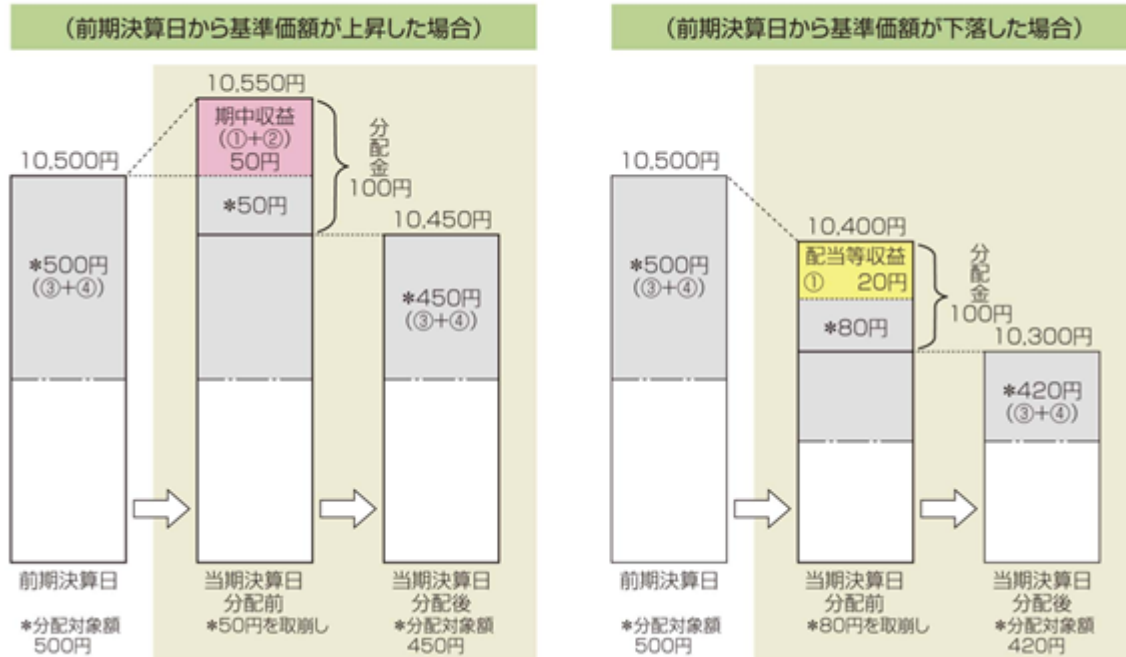 (前期決算日から基準価額が上昇した場合)
10,550円
期中収益
(①+②)
50円
*50円
分配金
100円
10,500円
*500円
(③+④)
10,450円
*450円
(③+④)
前期決算日
*分配対象額
500円
当期決算日
分配前
*50円を取崩し
当期決算日
分配後
*分配対象額
450円
(前期決算日から基準価額が下落した場合)
10,500円
*500円
(③+④)
10,400円
配当等収益
① 20円
*80円
分配金
100円
10,300円
*420円
(③+④)
前期決算日
*分配対象額
500円
当期決算日
分配前
*80円を取崩し
当期決算日
分配後
*分配対象額
420円